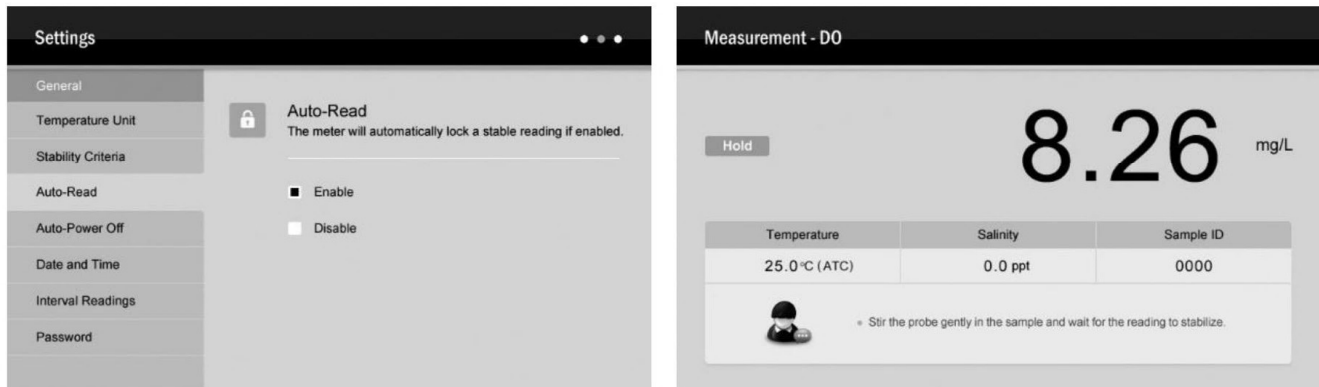 Settings
General
Temperature Unit
Stability Criteria
Auto-Read
Auto-Power Off
Date and Time
Interval Readings
Password
Auto-Read
The meter will automatically lock a stable reading if enabled.
Enable
Disable
Measurement - DO
Hold
8.26 mg/L
Temperature Salinity Sample ID
25.0°C (ATC) 0.0 ppt 0000
Stir the probe gently in the sample and wait for the reading to stabilize.